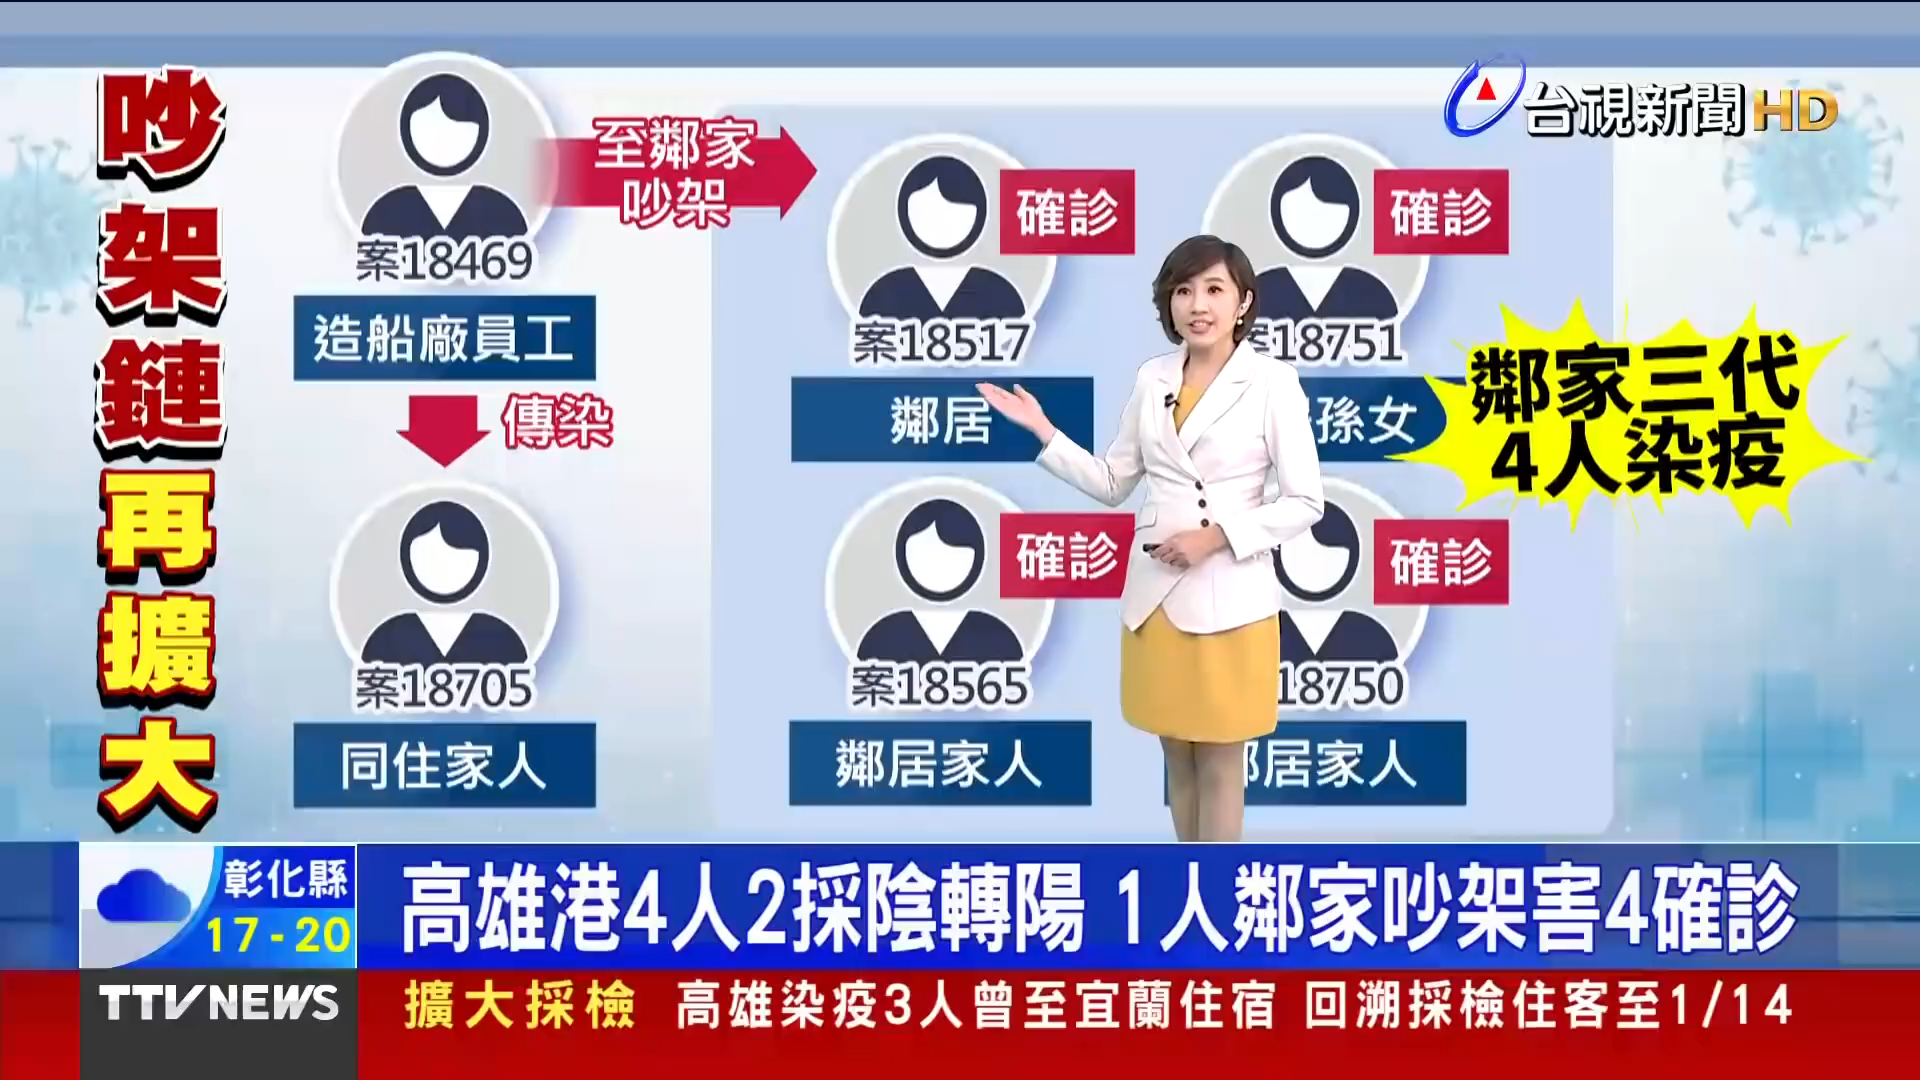 吵架鏈再擴大
台視新聞HD
至鄰家
吵架
案18469
造船廠員工
傳染
案18705
同住家人
確診
案18517
鄰居
確診
案18751
孫女
確診
案18565
鄰居家人
確診
18750
居家人
鄰家三代
4人染疫
彰化縣
17-20
高雄港4人2採陰轉陽 1人鄰家吵架害4確診
TTV NEWS
擴大採檢 高雄染疫3人曾至宜蘭住宿 回溯採檢住客至1/14